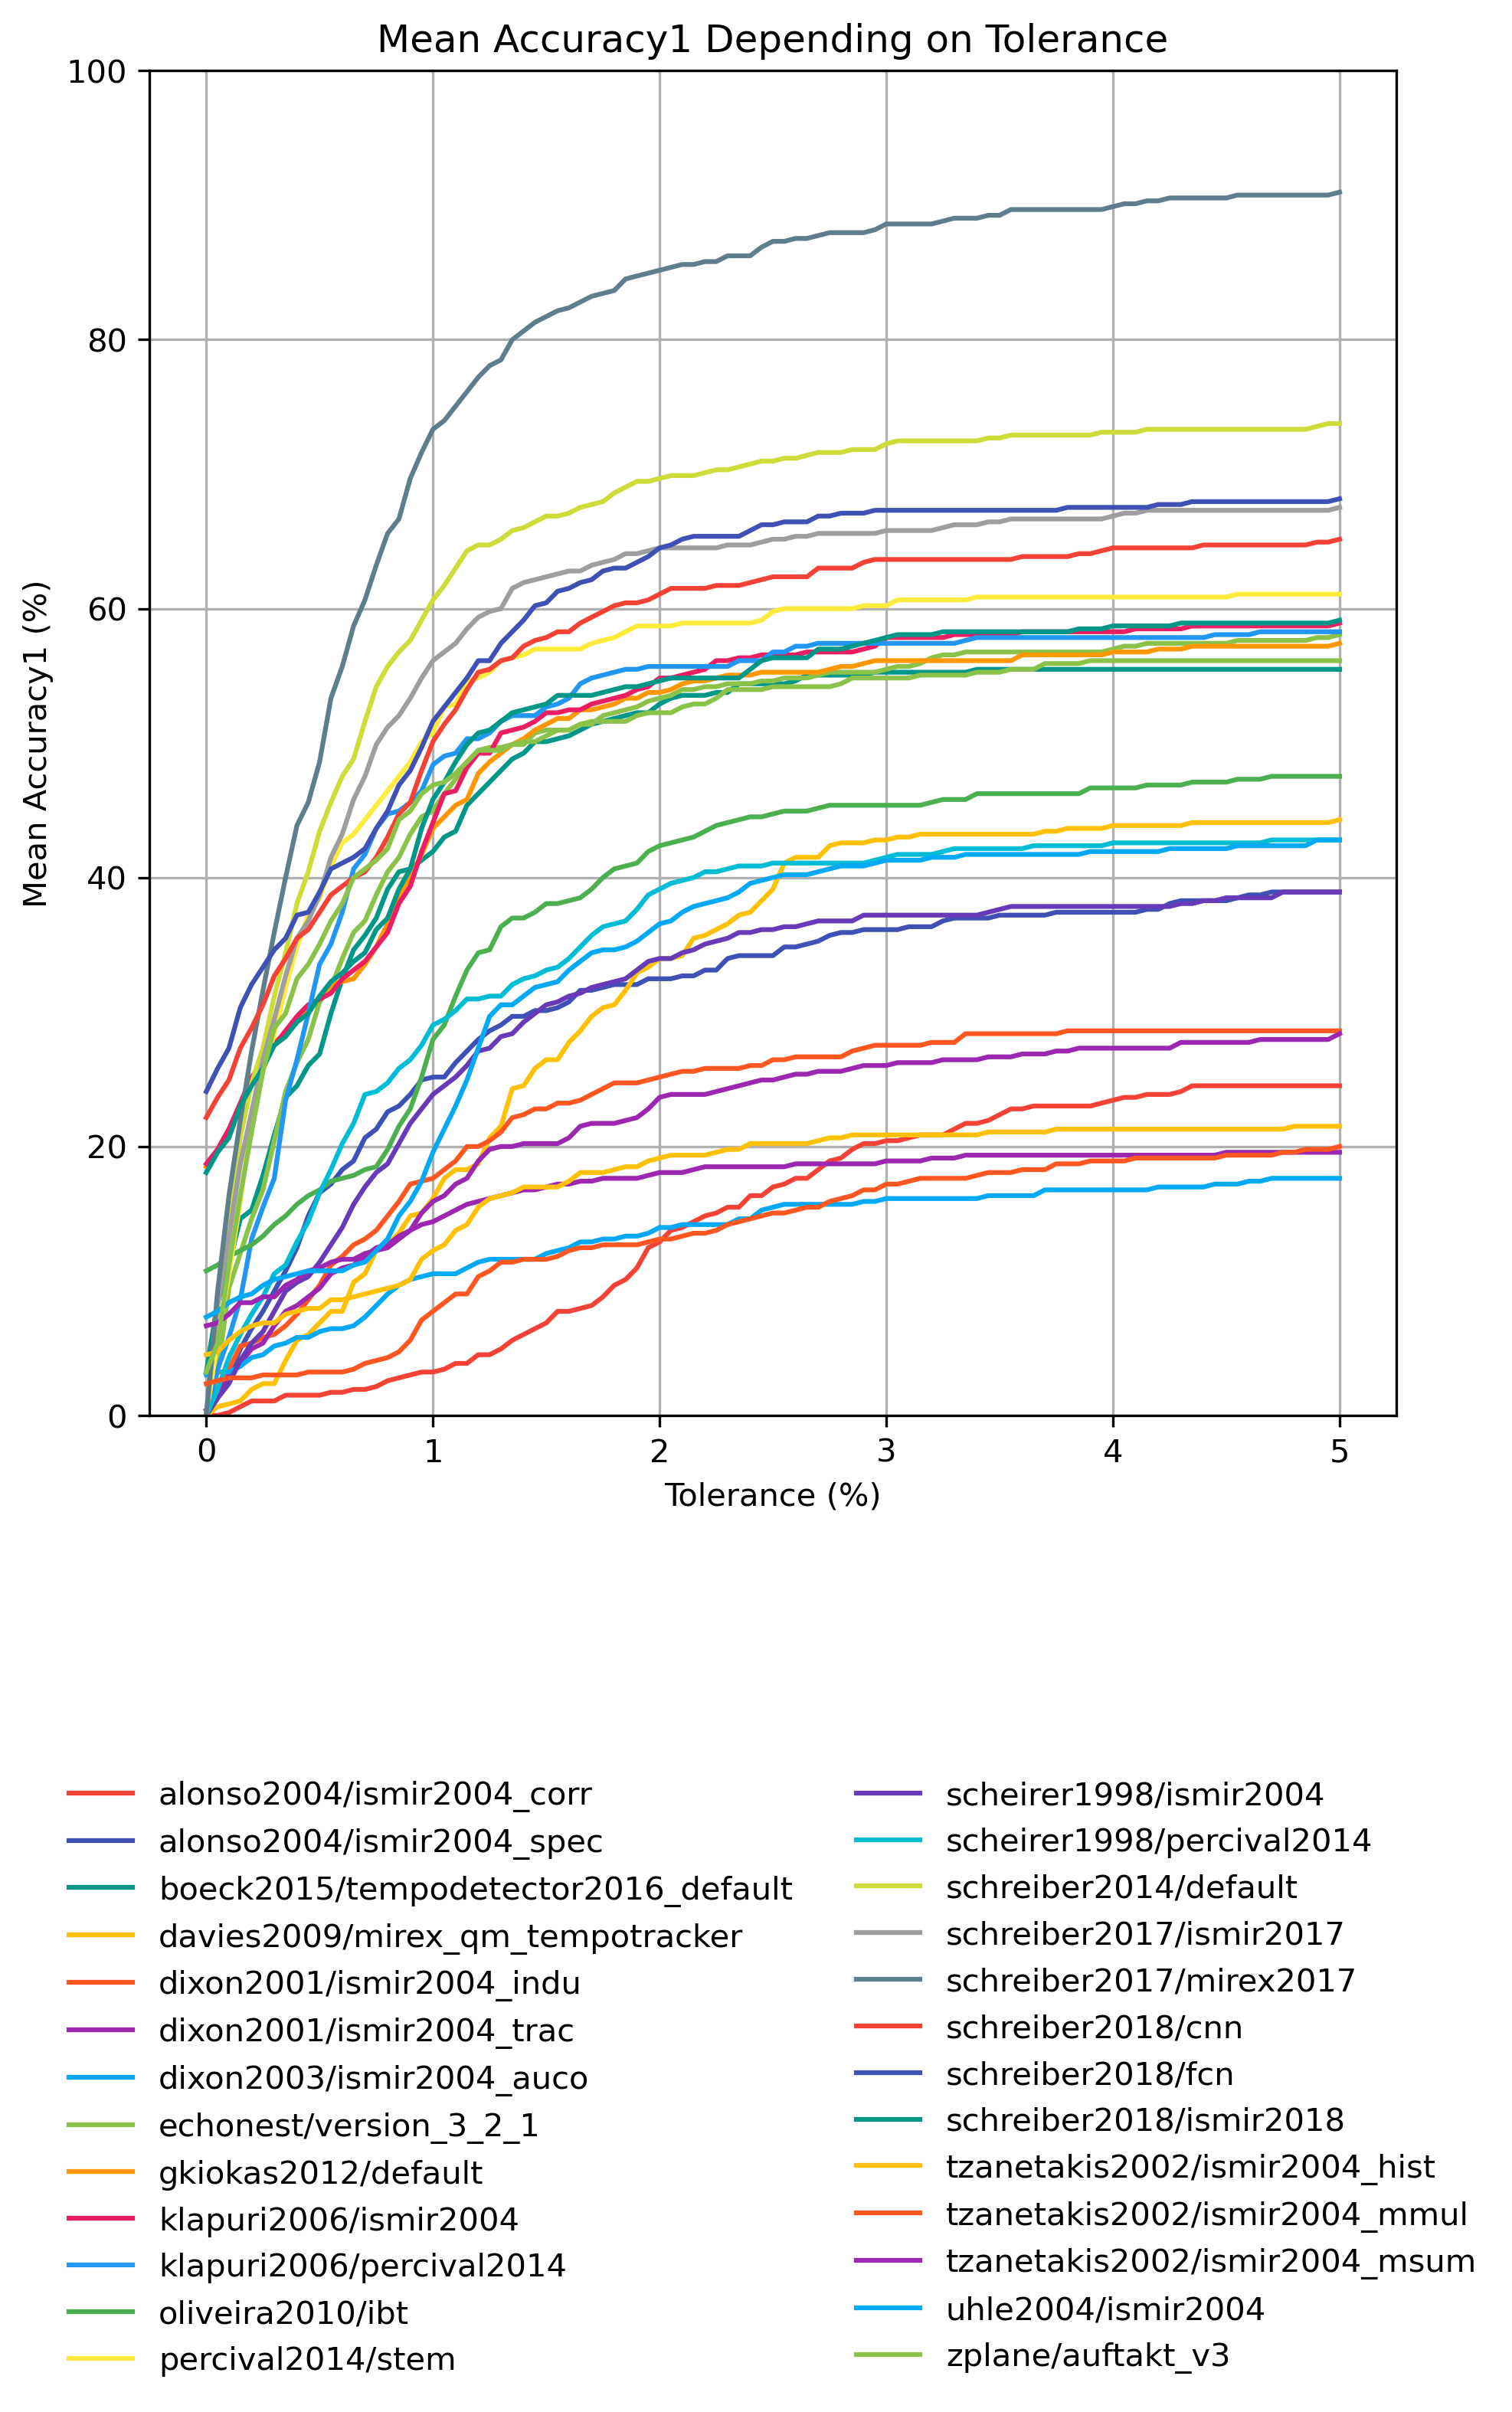 Mean Accuracy1 Depending on Tolerance
100
80
60
40
20
0
Mean Accuracy1 (%)
0 1 2 3 4 5
Tolerance (%)
alonso2004/ismir2004_corr
alonso2004/ismir2004_spec
boeck2015/tempodetector2016_default
davies2009/mirex_qm_tempotracker
dixon2001/ismir2004_indu
dixon2001/ismir2004_trac
dixon2003/ismir2004_auco
echonest/version_3_2_1
gkiokas2012/default
klapuri2006/ismir2004
klapuri2006/percival2014
oliveira2010/ibt
percival2014/stem
scheirer1998/ismir2004
scheirer1998/percival2014
schreiber2014/default
schreiber2017/ismir2017
schreiber2017/mirex2017
schreiber2018/cnn
schreiber2018/fcn
schreiber2018/ismir2018
tzanetakis2002/ismir2004_hist
tzanetakis2002/ismir2004_mmul
tzanetakis2002/ismir2004_msum
uhle2004/ismir2004
zplane/auftakt_v3